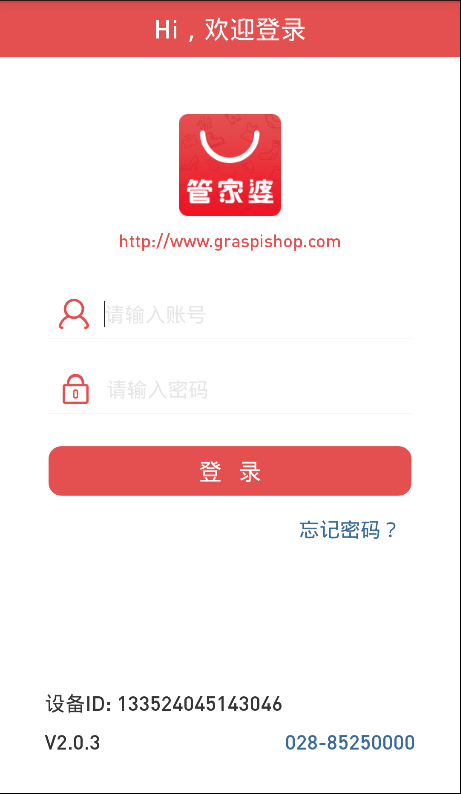 Hi，欢迎登录
管家婆
http://www.graspishop.com
请输入账号
请输入密码
登 录
忘记密码？
设备ID: 133524045143046
V2.0.3 028-85250000